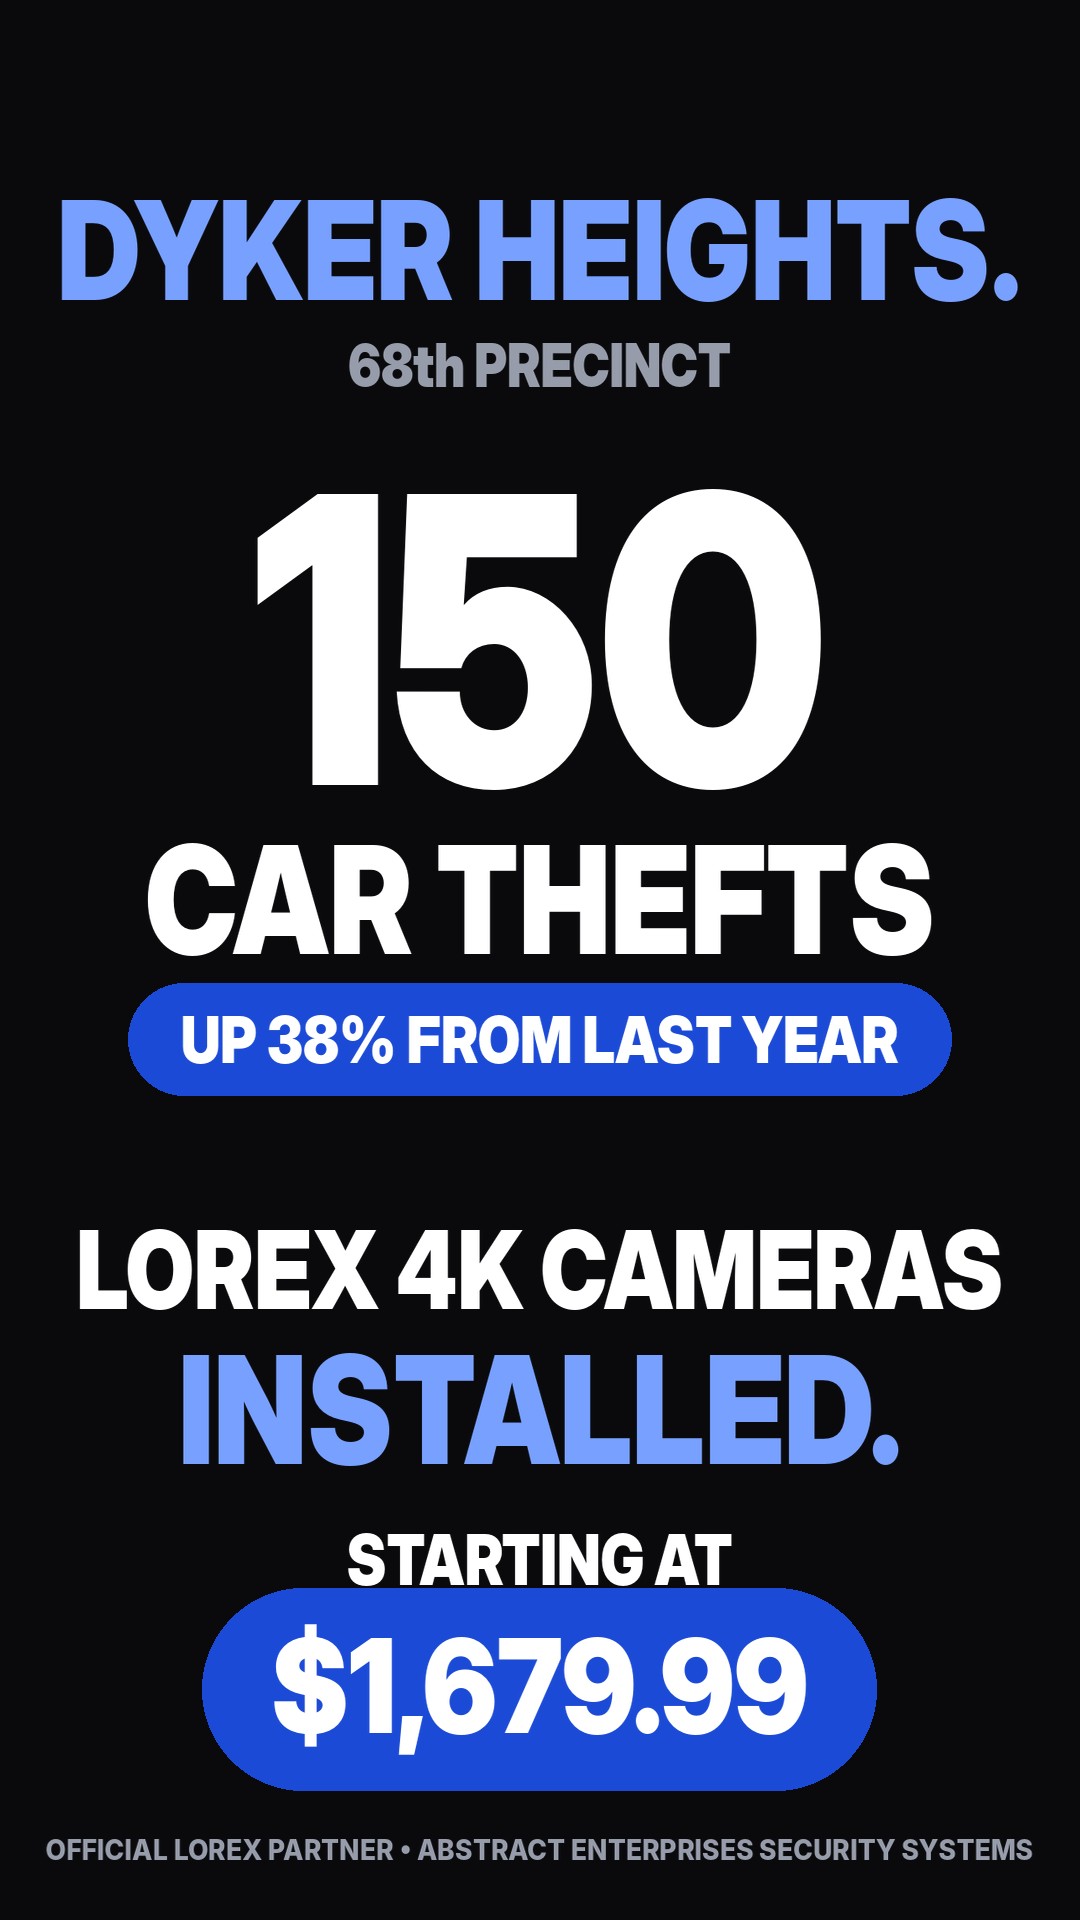 DYKER HEIGHTS.
68th PRECINCT
150
CAR THEFTS
UP 38% FROM LAST YEAR
LOREX 4K CAMERAS
INSTALLED.
STARTING AT
$1,679.99
OFFICIAL LOREX PARTNER • ABSTRACT ENTERPRISES SECURITY SYSTEMS